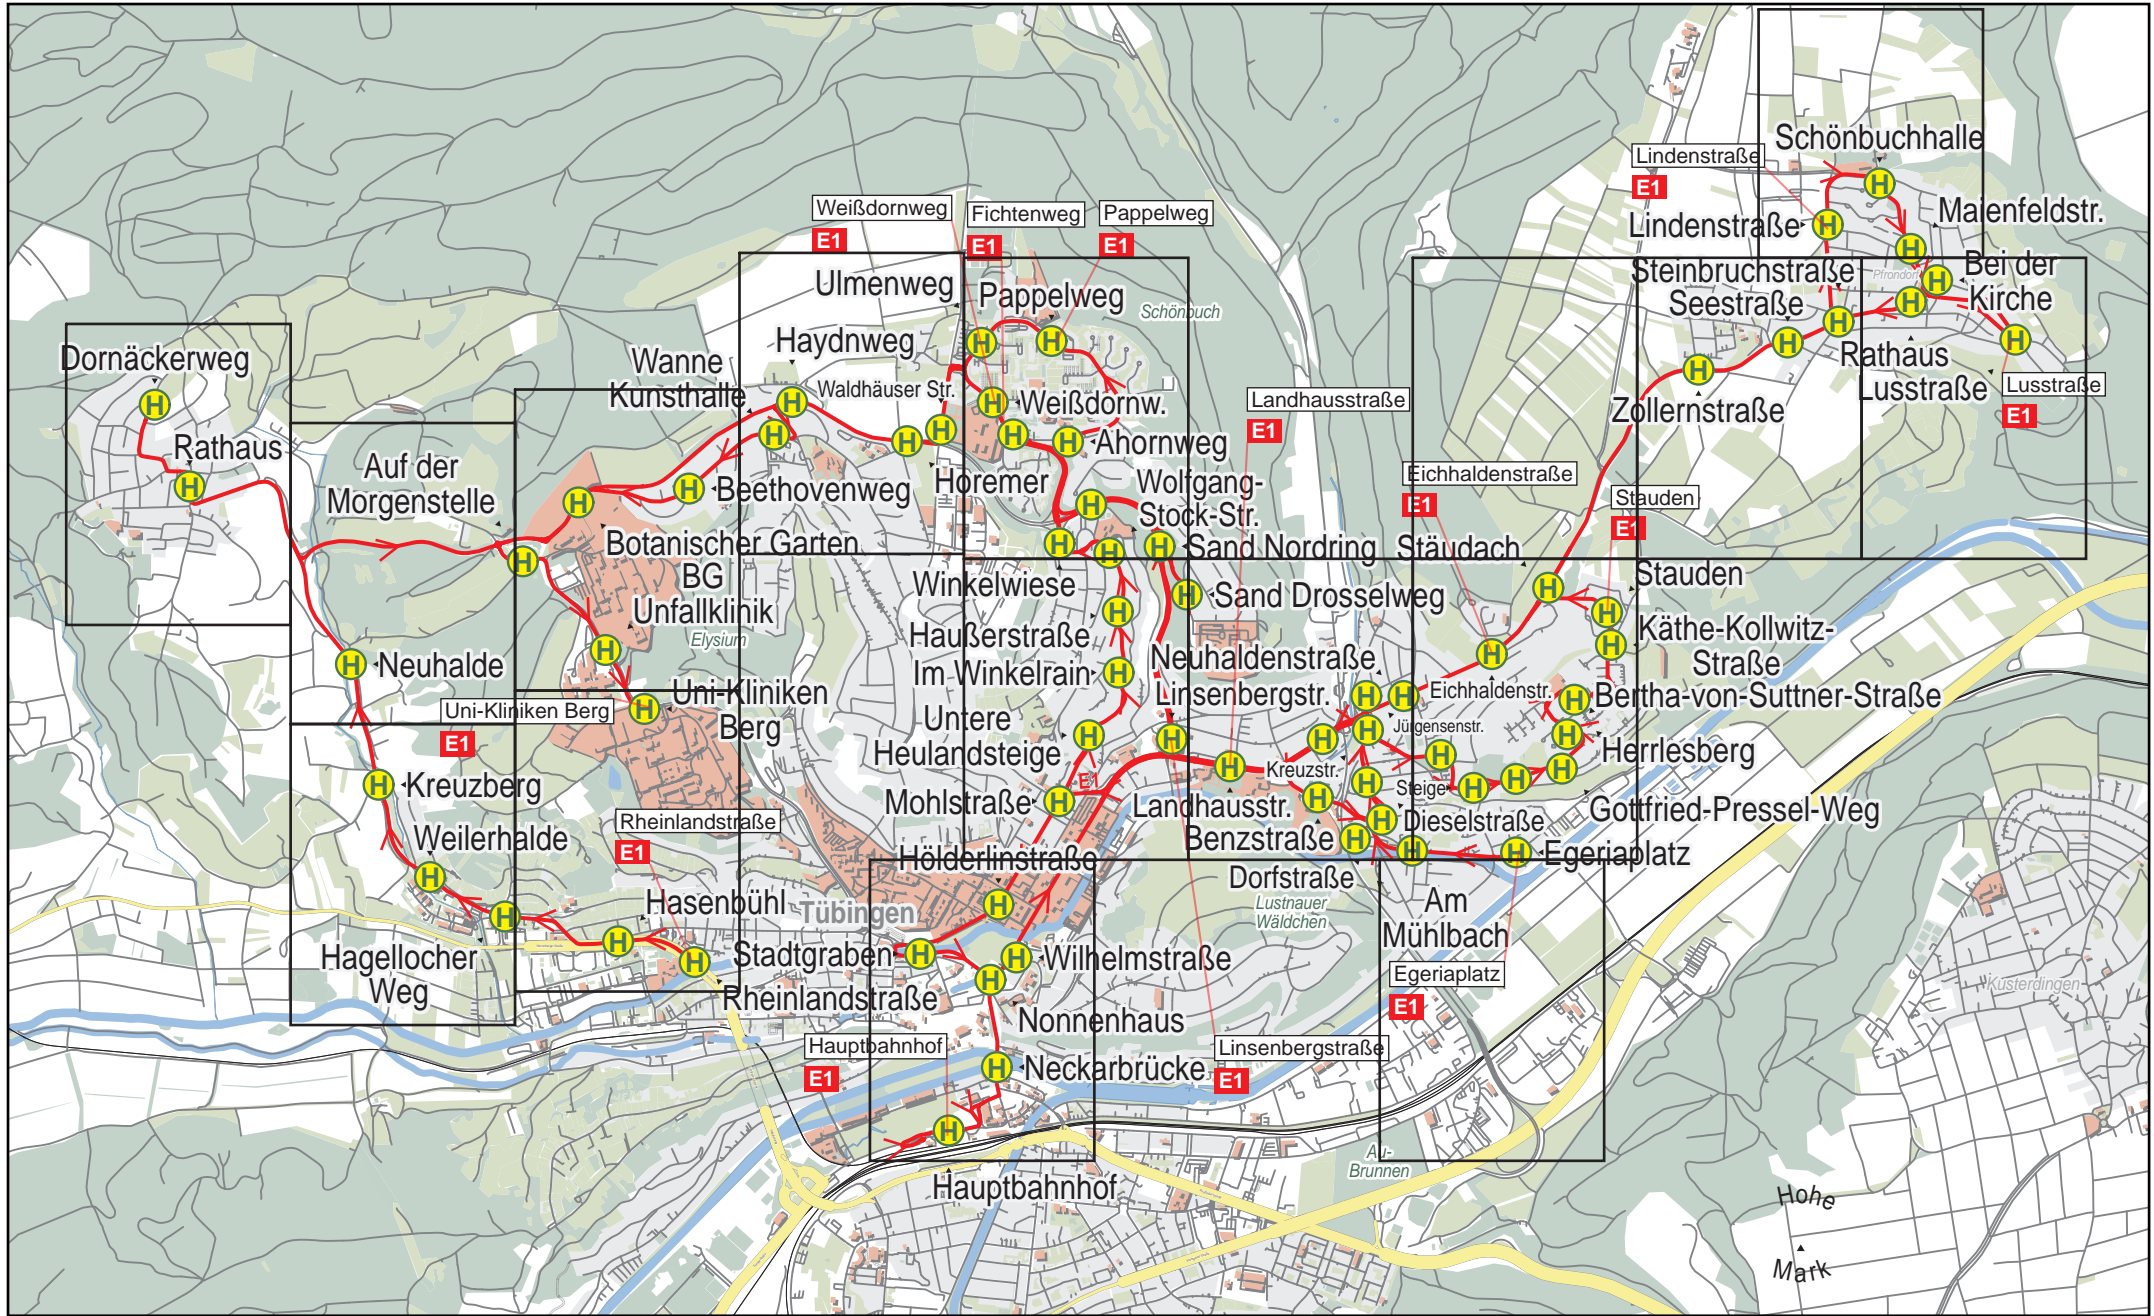 Schönbuchhalle
Lindenstraße
E1
Lindenstraße
Maienfeldstr.
Weißdornweg
E1
Fichtenweg
E1
Pappelweg
E1
Ulmenweg
Pappelweg
Schönbuch
Steinbruchstraße
Seestraße
Pfrondorf
Bei der
Kirche
Dornäckerweg
Wanne
Kunsthalle
Haydnweg
Waldhäuser Str.
Weißdornw.
Landhausstraße
E1
Zollernstraße
Rathaus
Lusstraße
Lusstraße
E1
Rathaus
Auf der
Morgenstelle
Beethovenweg
Horemer
Ahornweg
Wolfgang-
Stock-Str.
Eichhaldenstraße
E1
Stauden
E1
Botanischer Garten
BG
Unfallklinik
Elysium
Sand Nordring
Stäudach
Stauden
Winkelwiese
Sand Drosselweg
Haußerstraße
Käthe-Kollwitz-
Straße
Neuhalde
Im Winkelrain
Neuhaldenstraße
Linsenbergstr.
Eichhaldenstr.
Bertha-von-Suttner-Straße
Uni-Kliniken Berg
E1
Uni-Kliniken
Berg
Untere
Heulandsteige
Jürgensenstr.
Herrlesberg
Kreuzberg
E1
Mohlstraße
Kreuzstr.
Steige
Landhausstr.
Benzstraße
Dieselstraße
Gottfried-Pressel-Weg
Rheinlandstraße
E1
Weilerhalde
Hölderlinstraße
Egeriaplatz
Dorfstraße
Lustnauer
Wäldchen
Am
Mühlbach
Hasenbühl
Tübingen
Hagellocher
Weg
Stadtgraben
Wilhelmstraße
Egeriaplatz
E1
Küsterdingen
Rheinlandstraße
Nonnenhaus
Hauptbahnhof
E1
Neckarbrücke
Linsenbergstraße
E1
Au-
Brunnen
Hauptbahnhof
Hohe
Mark